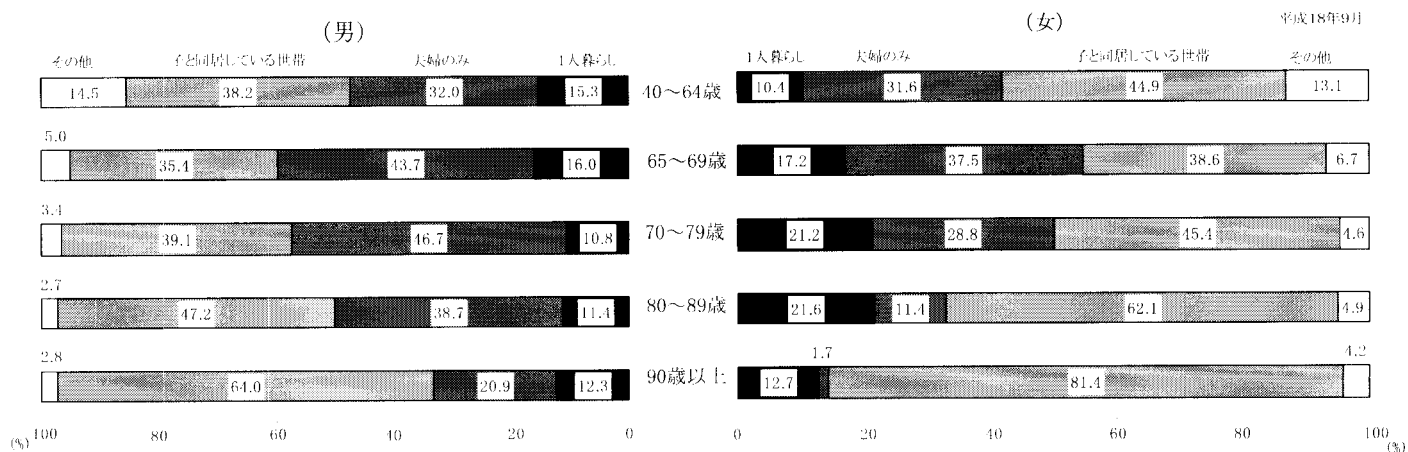 (男)
(女)
平成18年9月
その他 子と同居している世帯 夫婦のみ 1人暮らし
1人暮らし 夫婦のみ 子と同居している世帯 その他
14.5 38.2 32.0 15.3 40〜64歳 10.4 31.6 44.9 13.1
5.0
35.4 43.7 16.0 65〜69歳 17.2 37.5 38.6 6.7
3.4
39.1 46.7 10.8 70〜79歳 21.2 28.8 45.4 4.6
2.7
47.2 38.7 11.4 80〜89歳 21.6 11.4 62.1 4.9
2.8 1.7 4.2
64.0 20.9 12.3 90歳以上 12.7 81.4
(%) 100 80 60 40 20 0 0 20 40 60 80 100 (%)